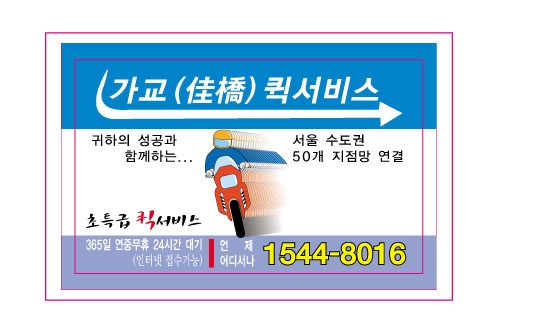 가교 (佳橋) 퀵서비스
귀하의 성공과
함께하는...
서울 수도권
50개 지점망 연결
초특급 퀵서비스
365일 연중무휴 24시간 대기
(인터넷 접수가능)
언 제
어디서나
1544-8016